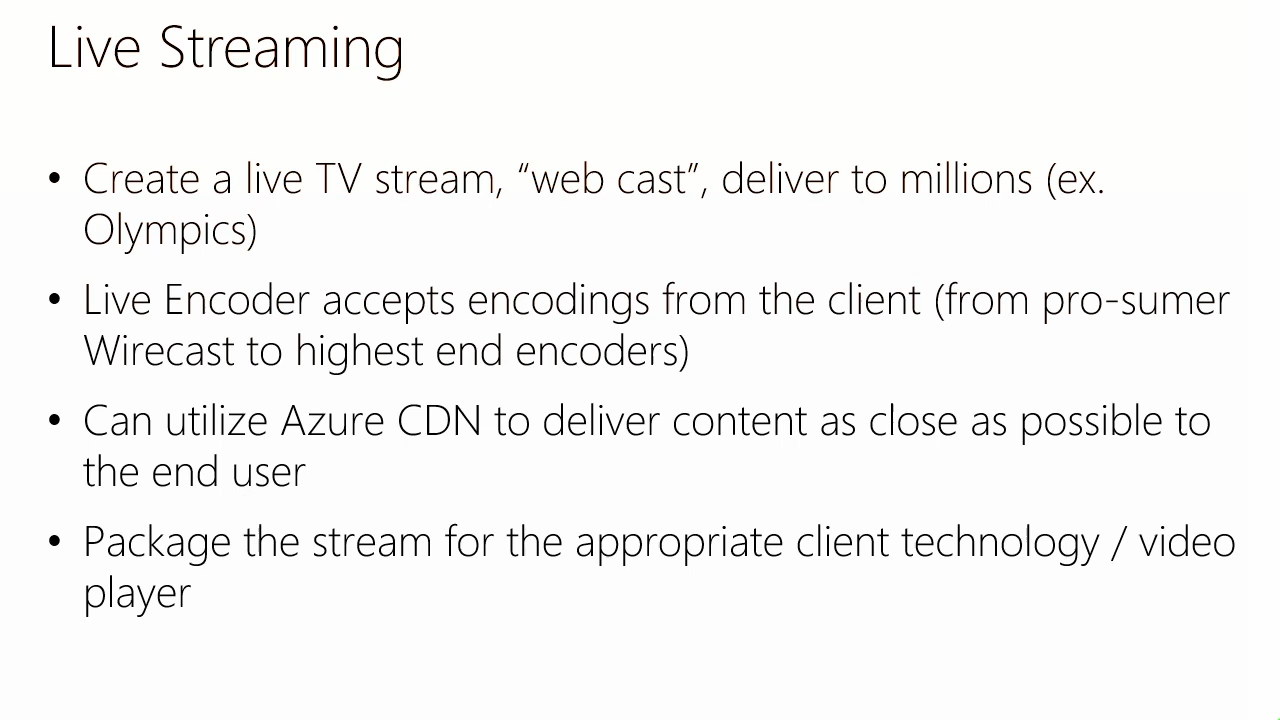 Live Streaming
• Create a live TV stream, “web cast”, deliver to millions (ex.
Olympics)
• Live Encoder accepts encodings from the client (from pro-sumer
Wirecast to highest end encoders)
• Can utilize Azure CDN to deliver content as close as possible to
the end user
• Package the stream for the appropriate client technology / video
player